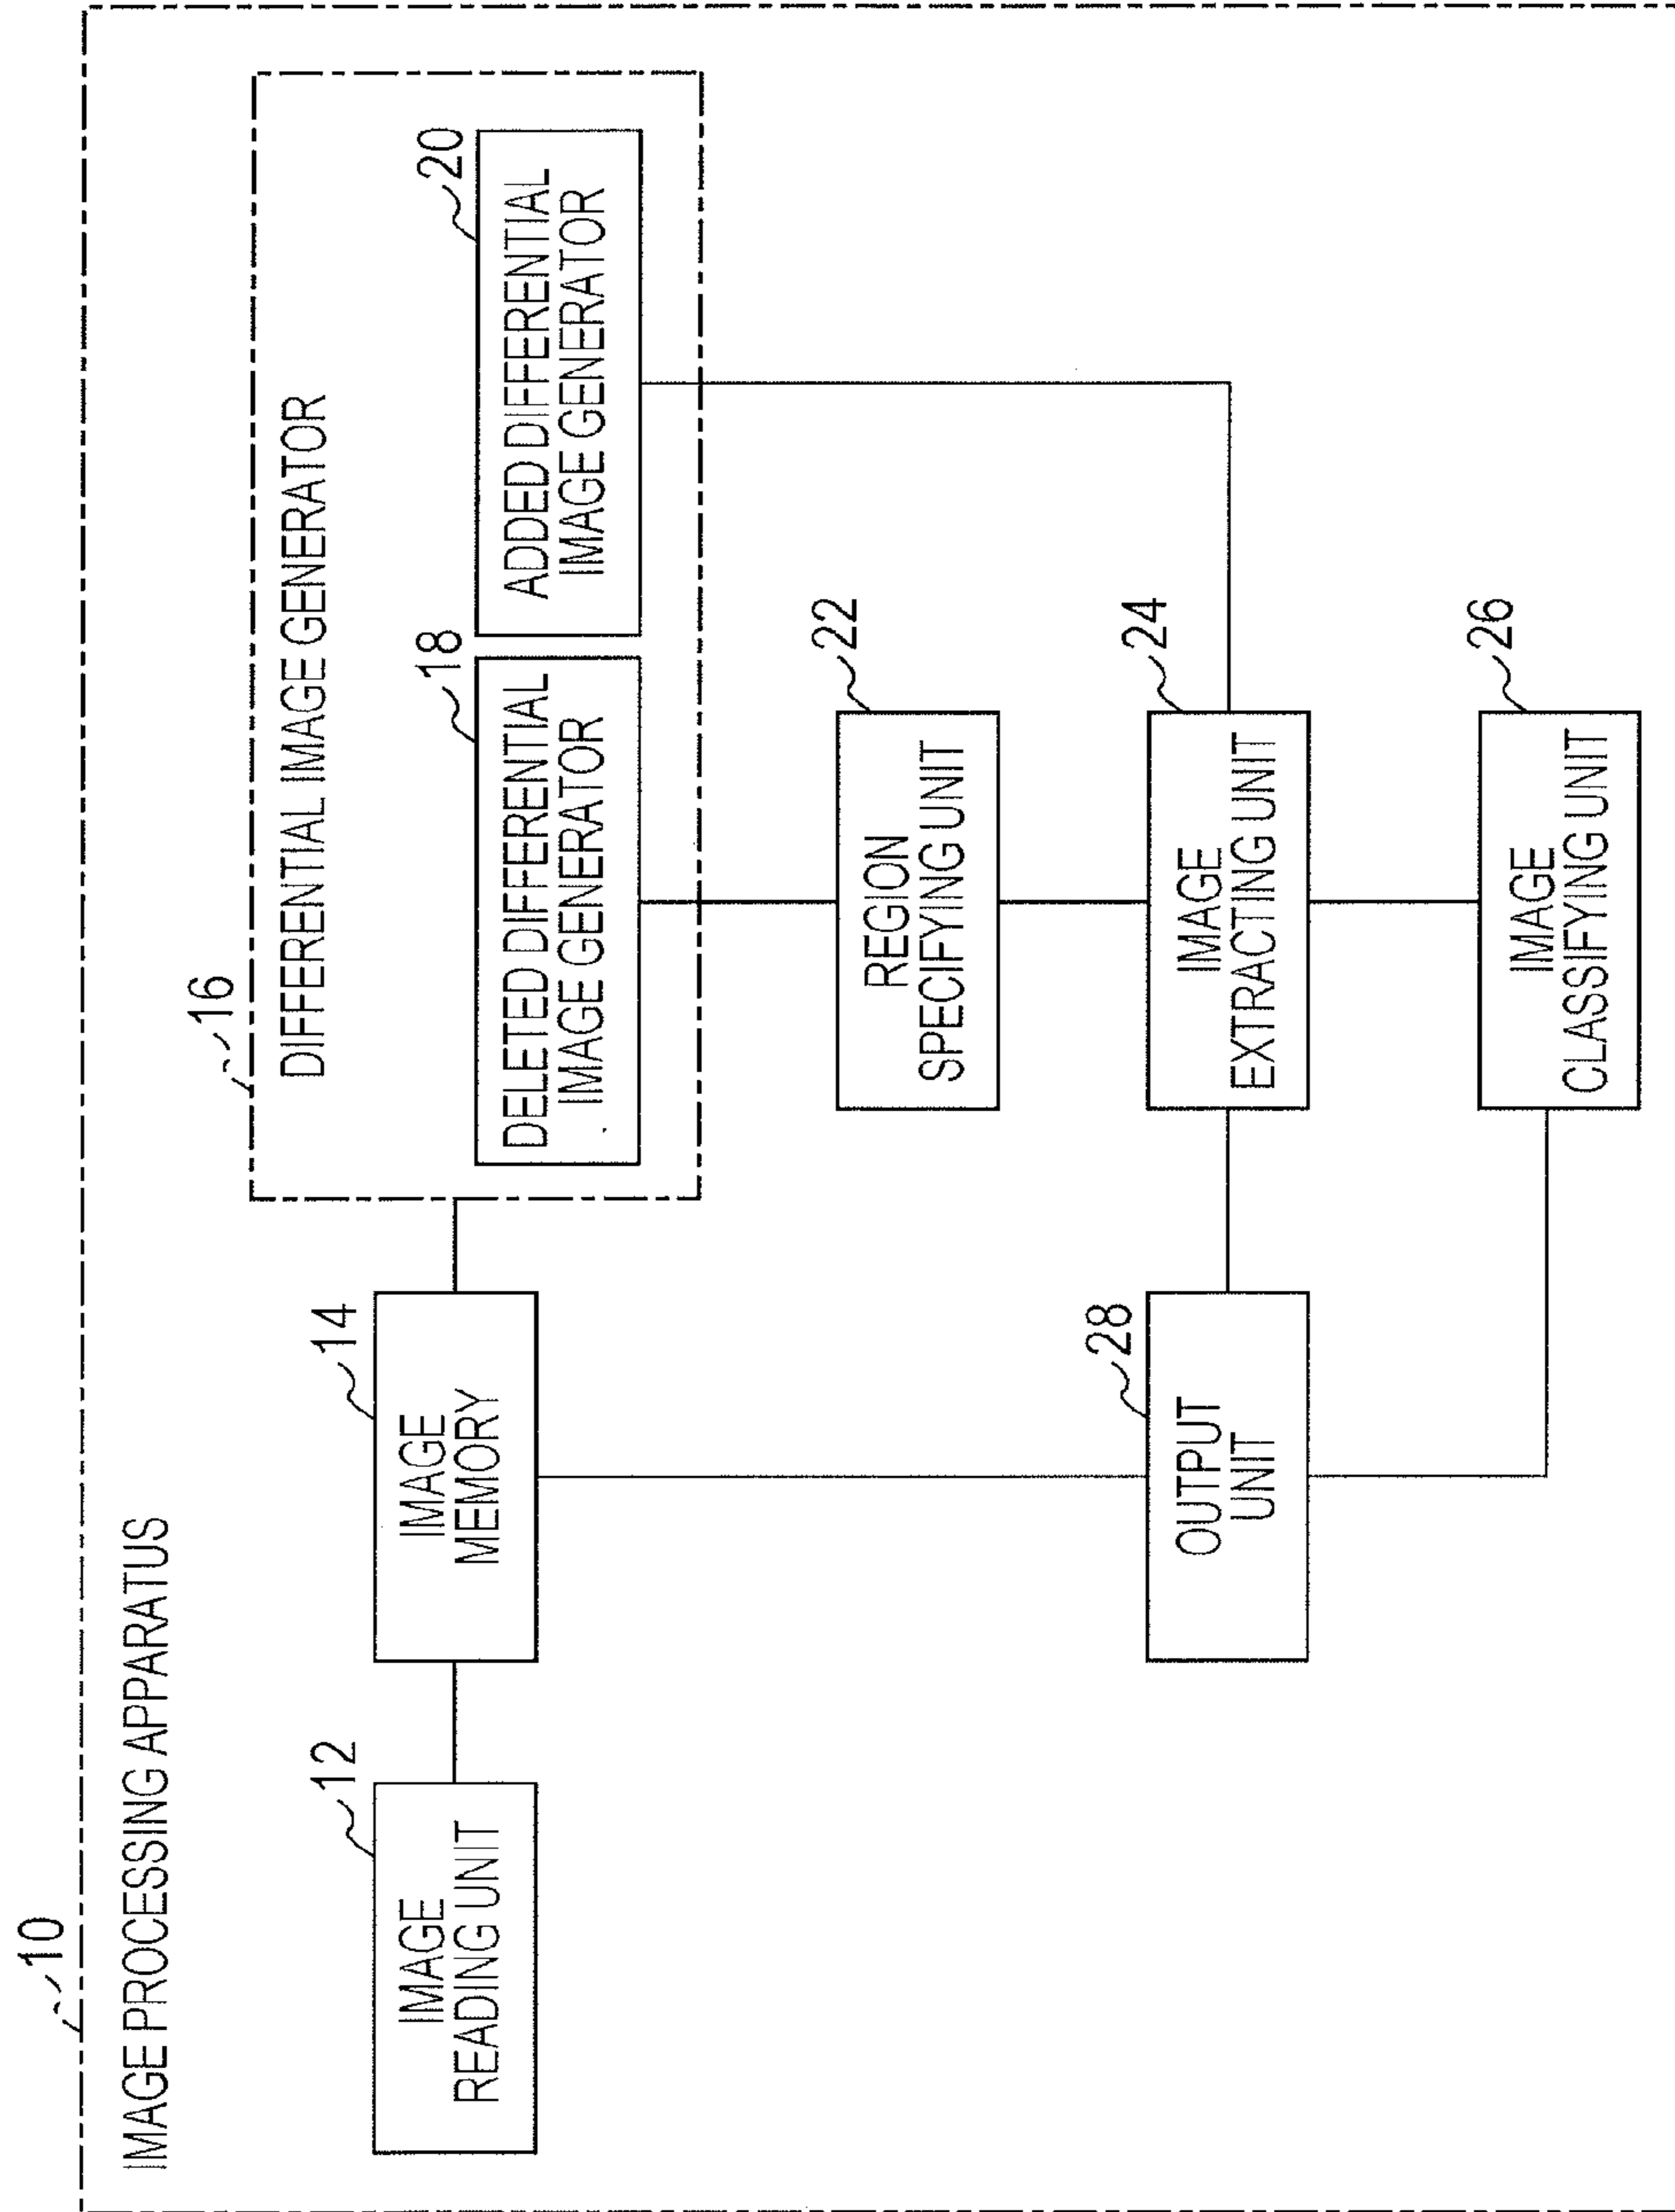 10
IMAGE PROCESSING APPARATUS
16
DIFFERENTIAL IMAGE GENERATOR
12
IMAGE
READING UNIT
14
IMAGE
MEMORY
18
DELETED DIFFERENTIAL
IMAGE GENERATOR
20
ADDED DIFFERENTIAL
IMAGE GENERATOR
22
REGION
SPECIFYING UNIT
28
OUTPUT
UNIT
24
IMAGE
EXTRACTING UNIT
26
IMAGE
CLASSIFYING UNIT